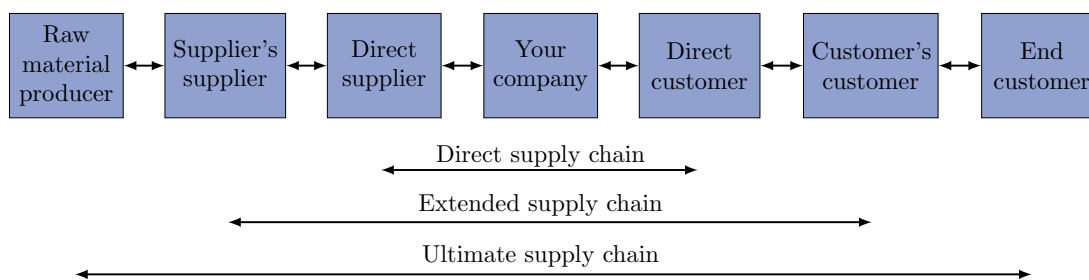 Raw
material
producer
Supplier's
supplier
Direct
supplier
Your
company
Direct
customer
Customer's
customer
End
customer
Direct supply chain
Extended supply chain
Ultimate supply chain